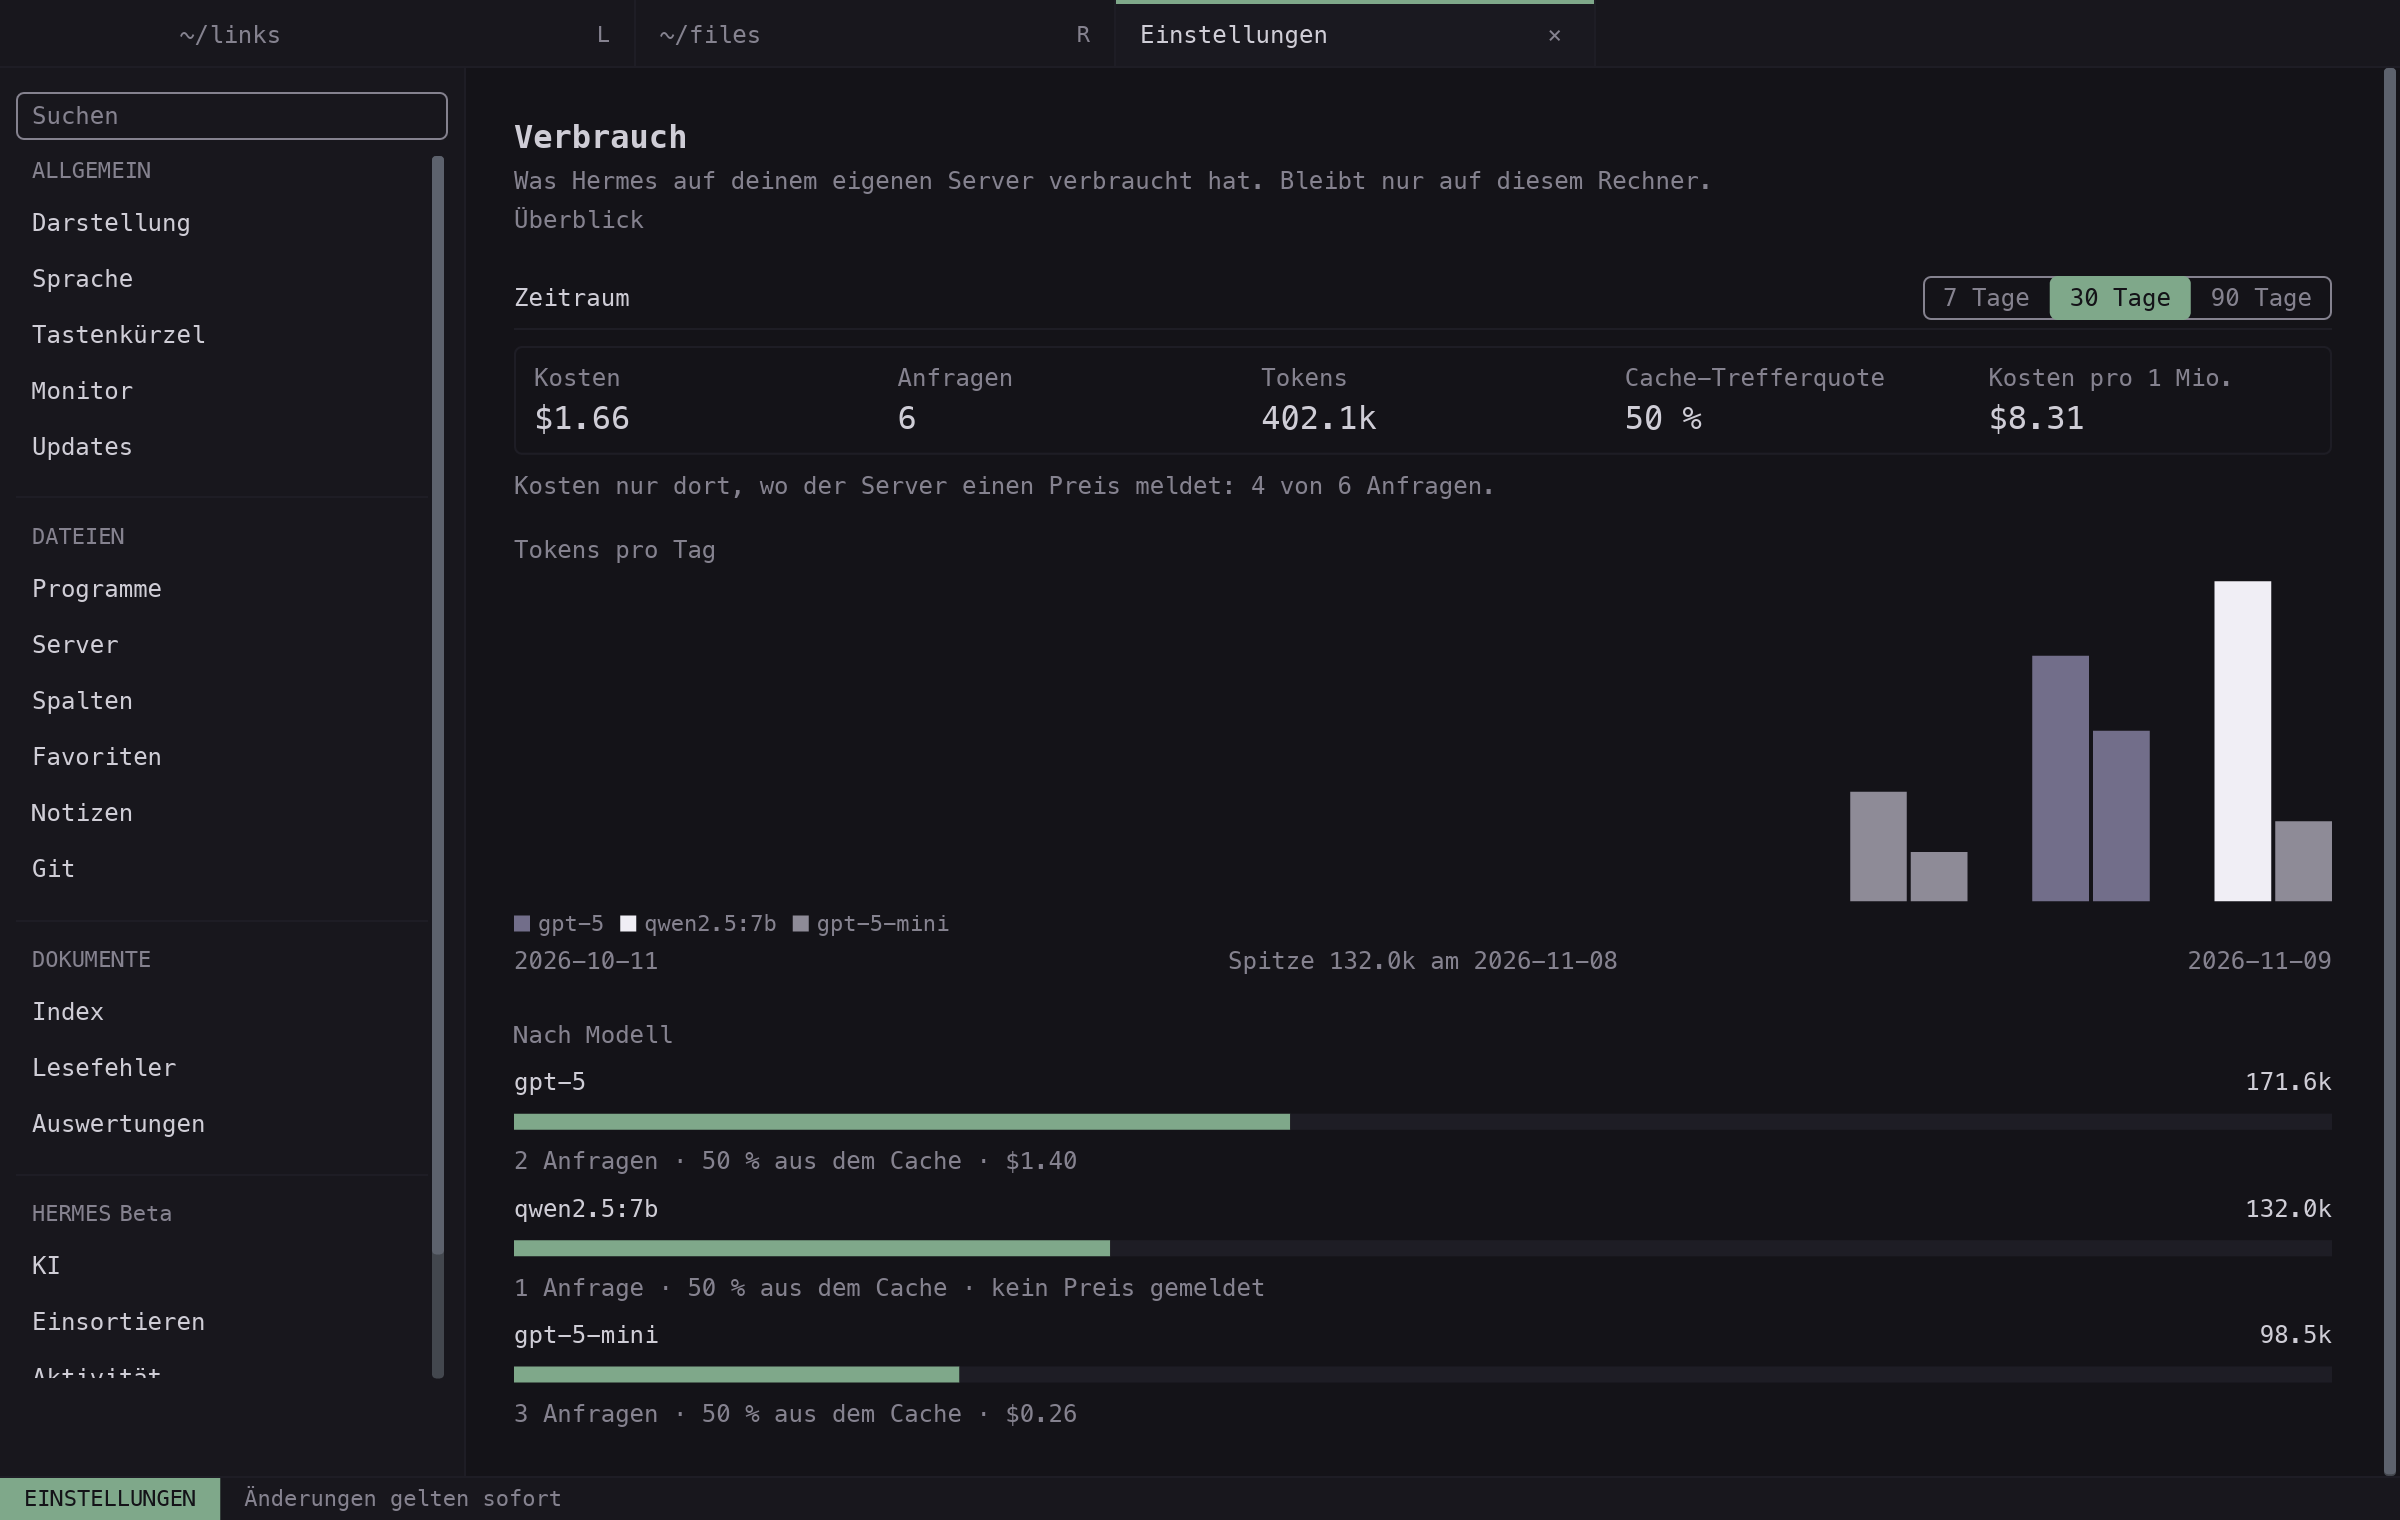 ~/links L ~/files R Einstellungen ×
Suchen
ALLGEMEIN
Darstellung
Sprache
Tastenkürzel
Monitor
Updates
DATEIEN
Programme
Server
Spalten
Favoriten
Notizen
Git
DOKUMENTE
Index
Lesefehler
Auswertungen
HERMES Beta
KI
Einsortieren
Aktivität
Verbrauch
Was Hermes auf deinem eigenen Server verbraucht hat. Bleibt nur auf diesem Rechner.
Überblick
Zeitraum 7 Tage 30 Tage 90 Tage
Kosten Anfragen Tokens Cache-Trefferquote Kosten pro 1 Mio.
$1.66 6 402.1k 50 % $8.31
Kosten nur dort, wo der Server einen Preis meldet: 4 von 6 Anfragen.
Tokens pro Tag
gpt-5 qwen2.5:7b gpt-5-mini
2026-10-11 Spitze 132.0k am 2026-11-08 2026-11-09
Nach Modell
gpt-5 171.6k
2 Anfragen · 50 % aus dem Cache · $1.40
qwen2.5:7b 132.0k
1 Anfrage · 50 % aus dem Cache · kein Preis gemeldet
gpt-5-mini 98.5k
3 Anfragen · 50 % aus dem Cache · $0.26
EINSTELLUNGEN Änderungen gelten sofort